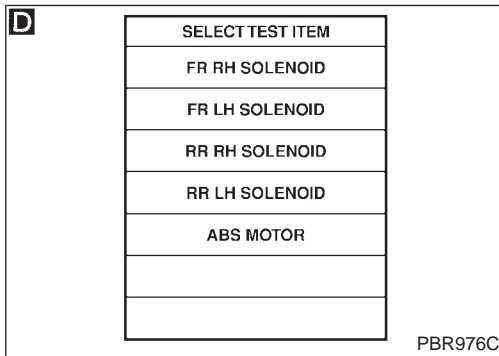 D
SELECT TEST ITEM
FR RH SOLENOID
FR LH SOLENOID
RR RH SOLENOID
RR LH SOLENOID
ABS MOTOR
PBR976C